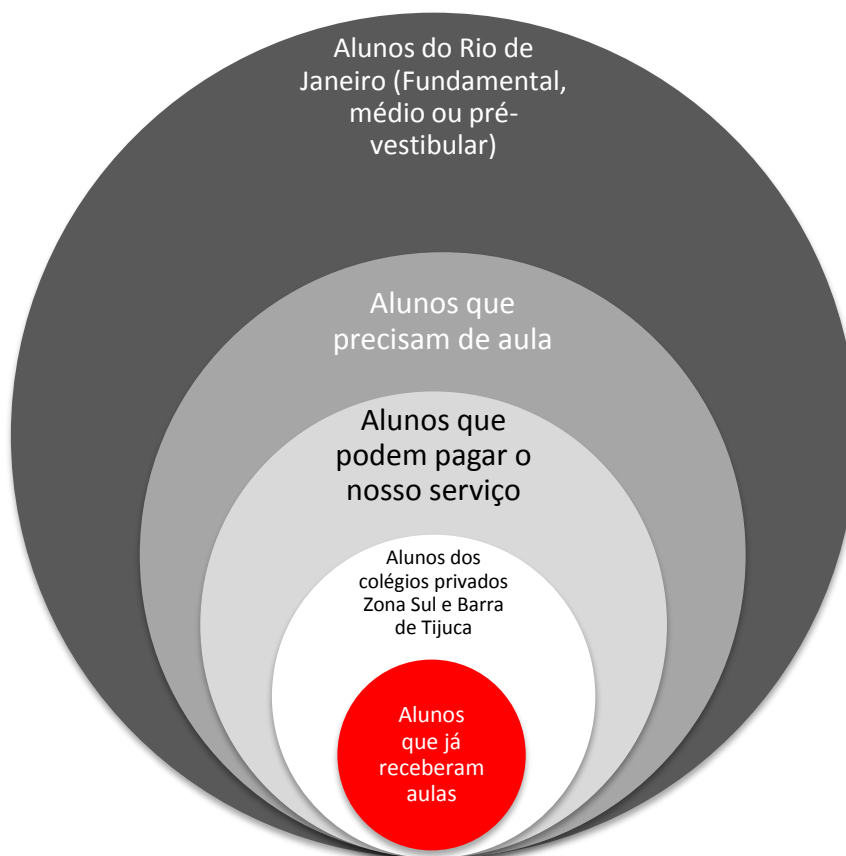 Alunos do Rio de
Janeiro (Fundamental,
médio ou pré-
vestibular)
Alunos que
precisam de aula
Alunos que
podem pagar o
nosso serviço
Alunos dos
colégios privados
Zona Sul e Barra
de Tijuca
Alunos
que já
receberam
aulas